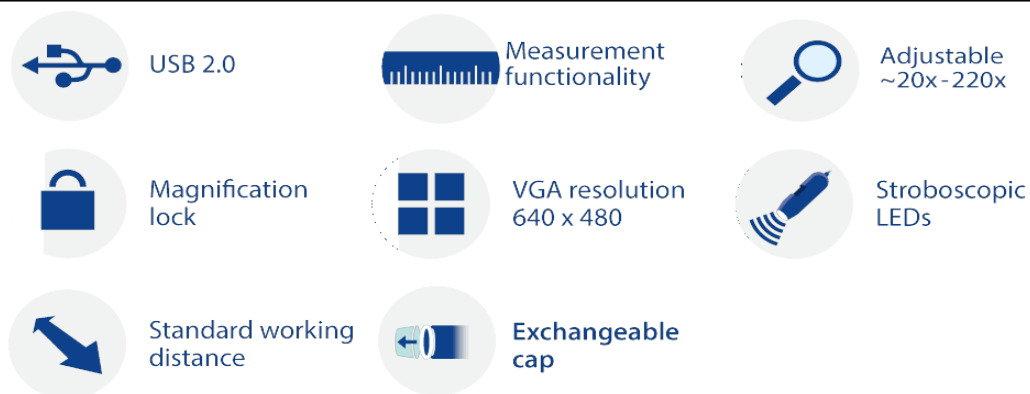 USB 2.0
Measurement
functionality
Adjustable
~20x-220x
Magnification
lock
VGA resolution
640 x 480
Stroboscopic
LEDs
Standard working
distance
Exchangeable
cap